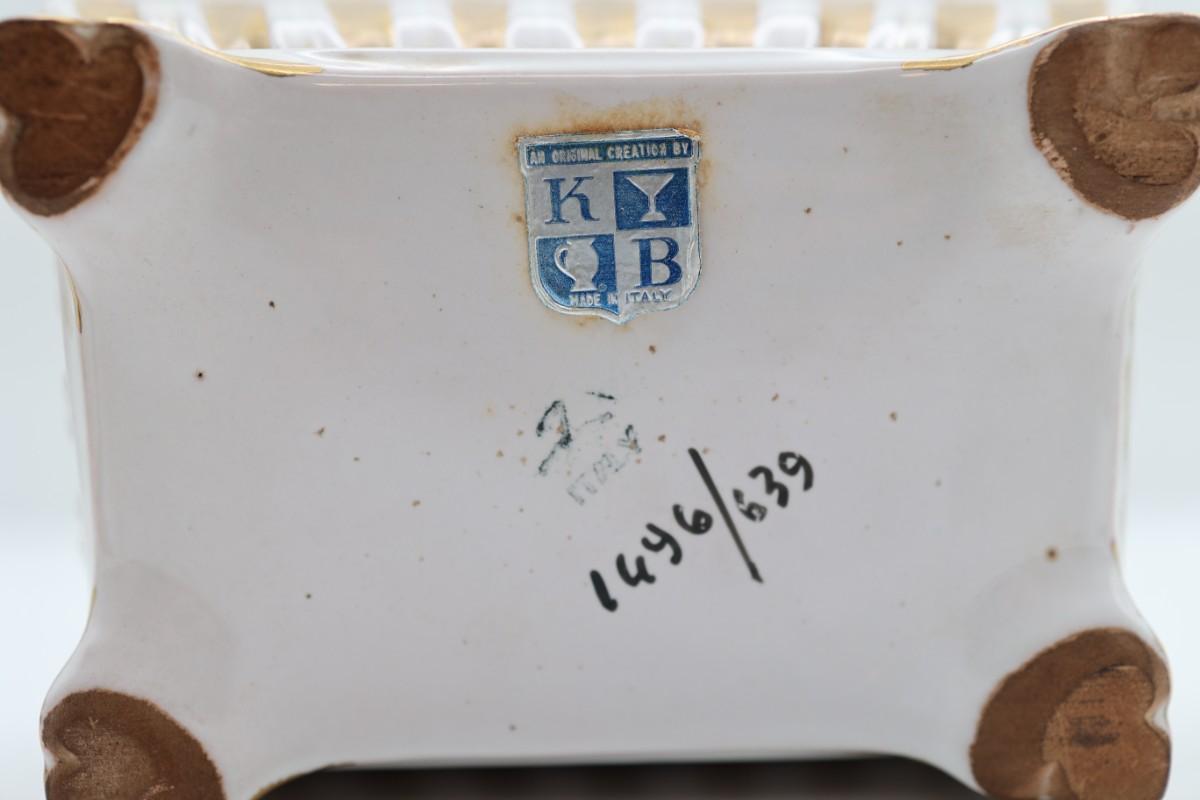 AN ORIGINAL CREATION BY
K
B
MADE IN ITALY
ITALY
1496/639